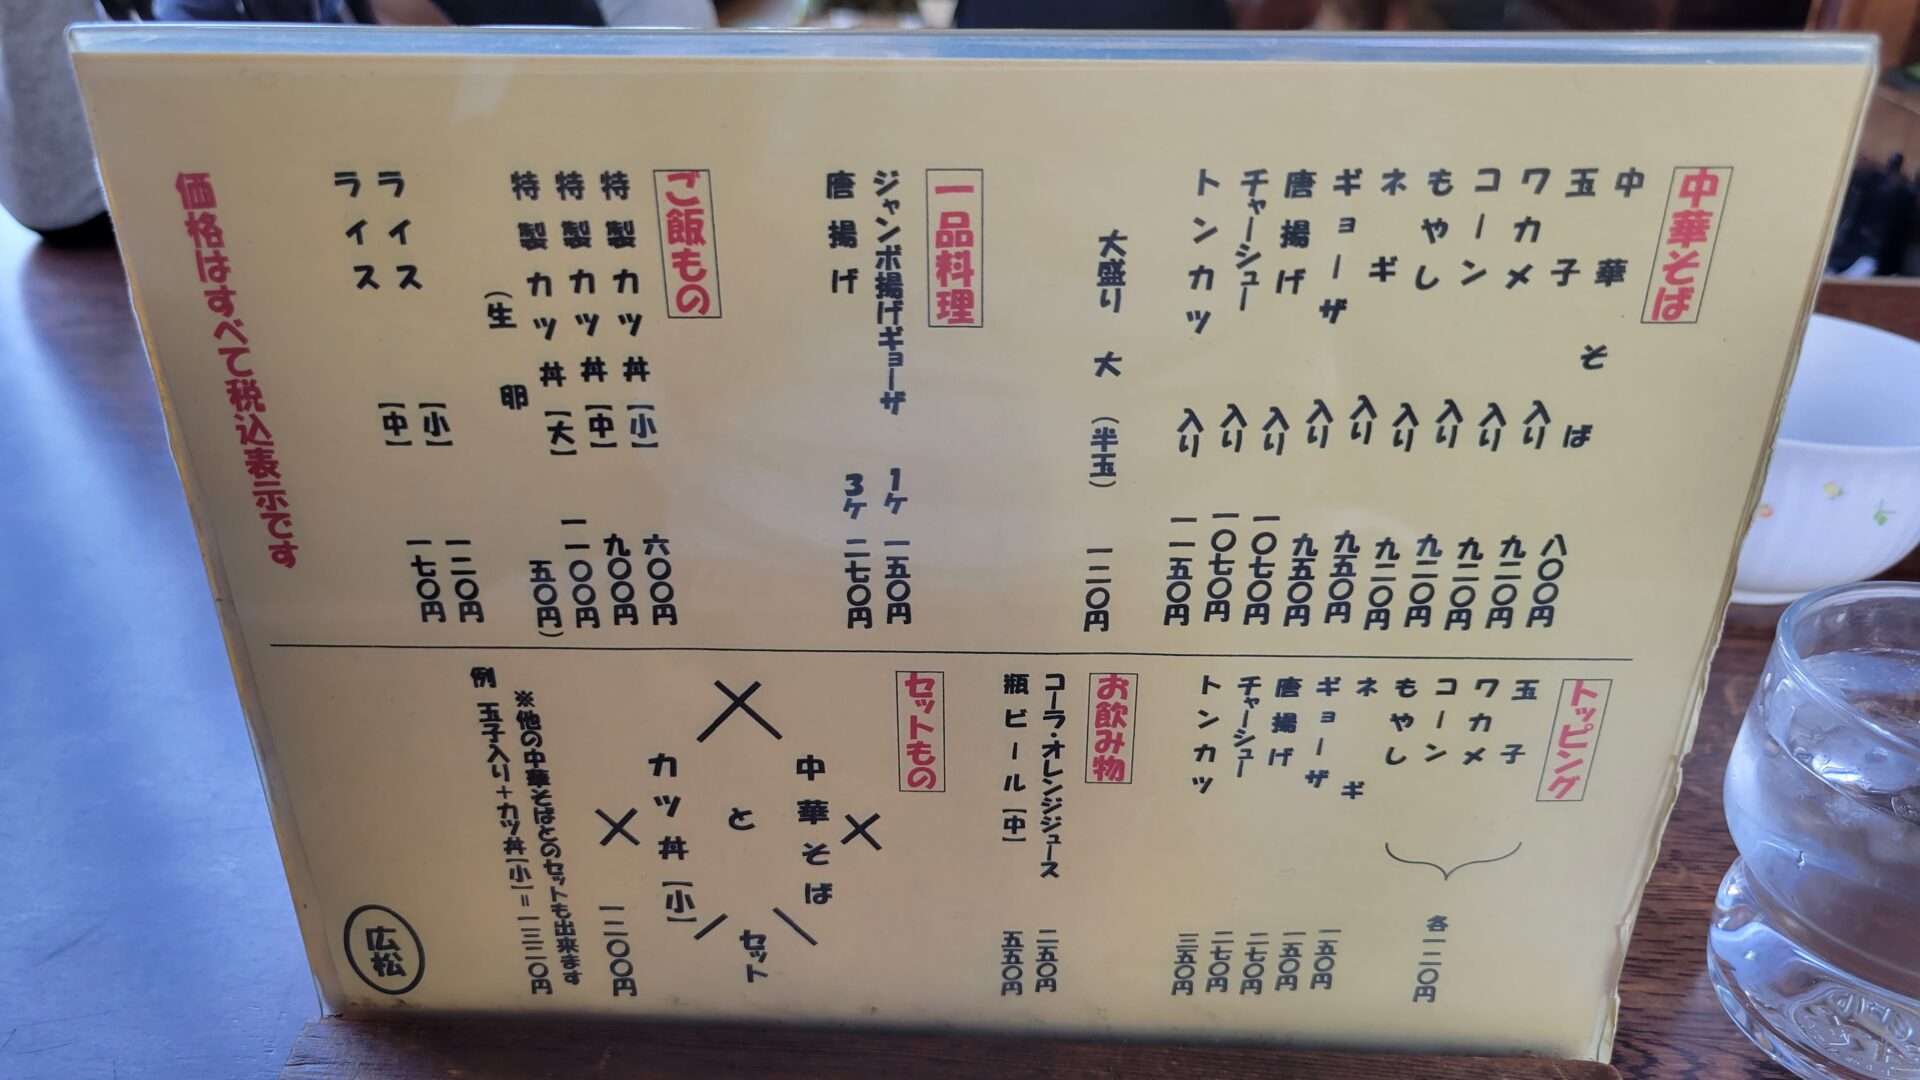 中華そば
中華そば 八〇〇円
玉子入り 九二〇円
ワカメ入り 九二〇円
コーン入り 九二〇円
もやし入り 九二〇円
ネギ入り 九五〇円
ギョーザ入り 九五〇円
唐揚げ入り 一〇七〇円
チャーシュー入り 一〇七〇円
トンカツ入り 一一五〇円
大盛り 大 (半玉) 一二〇円
一品料理
ジャンボ揚げギョーザ 1ヶ 一五〇円
唐揚げ 3ヶ 二七〇円
ご飯もの
特製カツ丼[小] 六〇〇円
特製カツ丼[中] 九〇〇円
特製カツ丼[大] 一一〇〇円
(生卵 五〇円)
ライス[小] 一二〇円
ライス[中] 一七〇円
価格はすべて税込表示です
トッピング
玉子
ワカメ
コーン
もやし
各一二〇円
ネギ 一五〇円
ギョーザ 一五〇円
唐揚げ 二七〇円
チャーシュー 二七〇円
トンカツ 三五〇円
お飲み物
コーラ・オレンジジュース 二五〇円
瓶ビール[中] 五五〇円
セットもの
中華そば
と
セット
カツ丼[小]
一二〇〇円
※他の中華そばとのセットも出来ます
例 玉子入り+カツ丼[小]=一三二〇円
広松